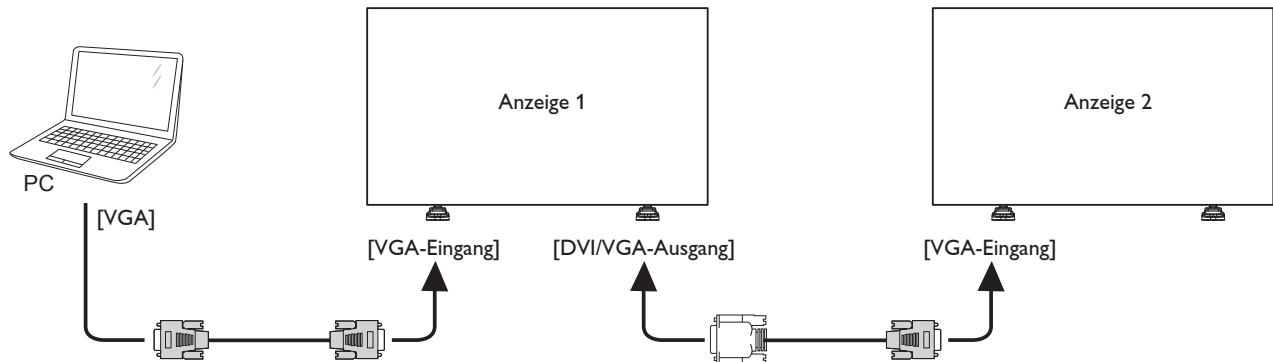 Anzeige 1
Anzeige 2
PC
[VGA]
[VGA-Eingang]
[DVI/VGA-Ausgang]
[VGA-Eingang]